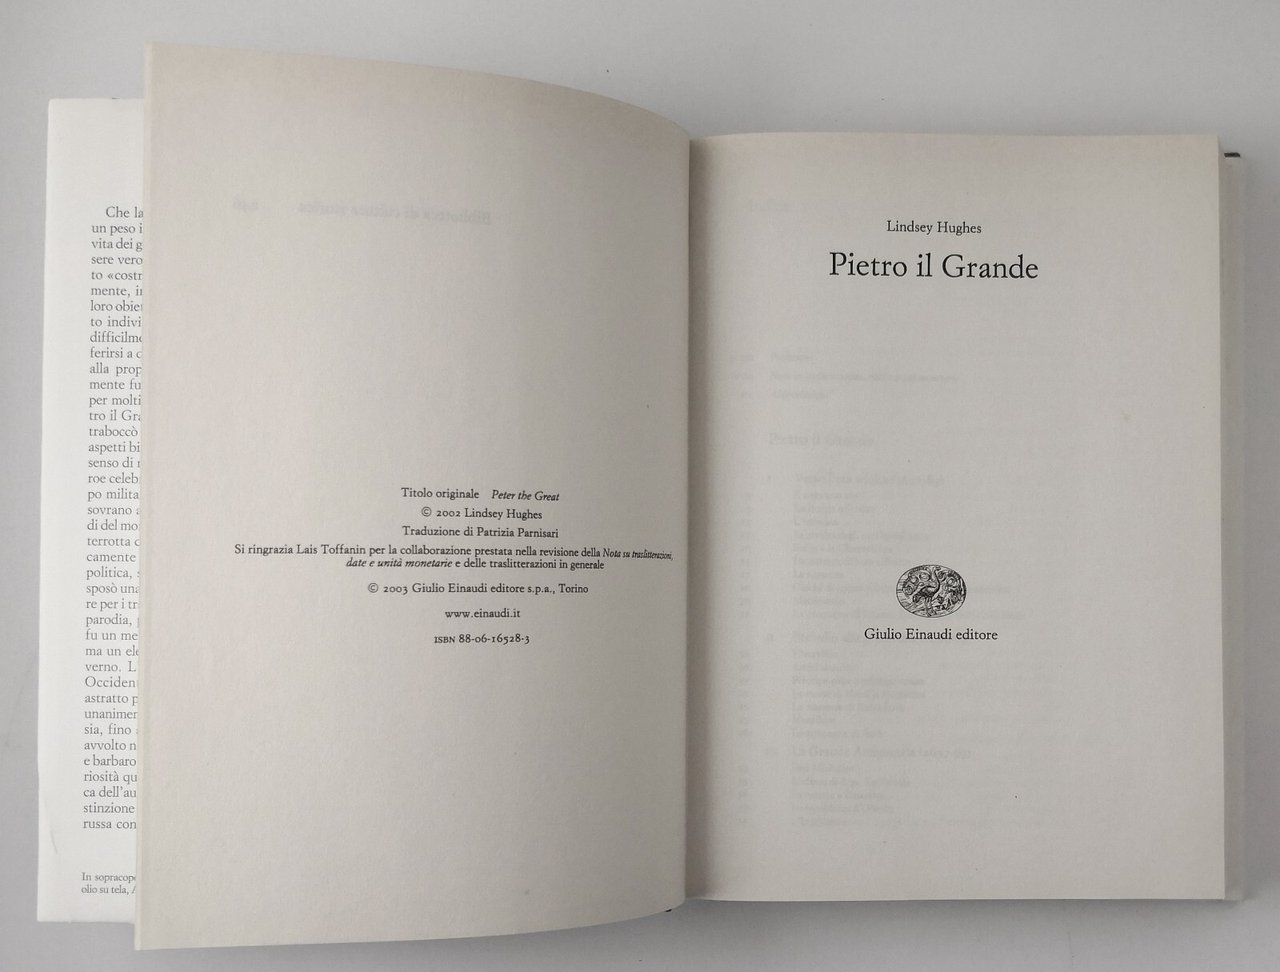 Che la
un peso i
vita dei g
sere vero
to «costr
mente, in
loro obie
to indivi
difficilme
ferirsi a c
alla prop
mente fu
per molti
tro il Gra
traboccò
aspetti bi
senso di r
roe celeb
po milita
sovrano a
di del mo
terrotta c
camente
politica, s
sposò una
re per i tr
parodia, p
fu un me
ma un ele
verno. L
Occiden
astratto p
unanimer
sia, fino a
avvolto n
e barbaro
riosità qu
ca dell'au
stinzione
russa con
In sopracope
olio su tela, A
Titolo originale Peter the Great
© 2002 Lindsey Hughes
Traduzione di Patrizia Parnisari
Si ringrazia Lais Toffanin per la collaborazione prestata nella revisione della Nota su traslitterazioni,
date e unità monetarie e delle traslitterazioni in generale
© 2003 Giulio Einaudi editore s.p.a., Torino
www.einaudi.it
ISBN 88-06-16528-3
Lindsey Hughes
Pietro il Grande
Giulio Einaudi editore